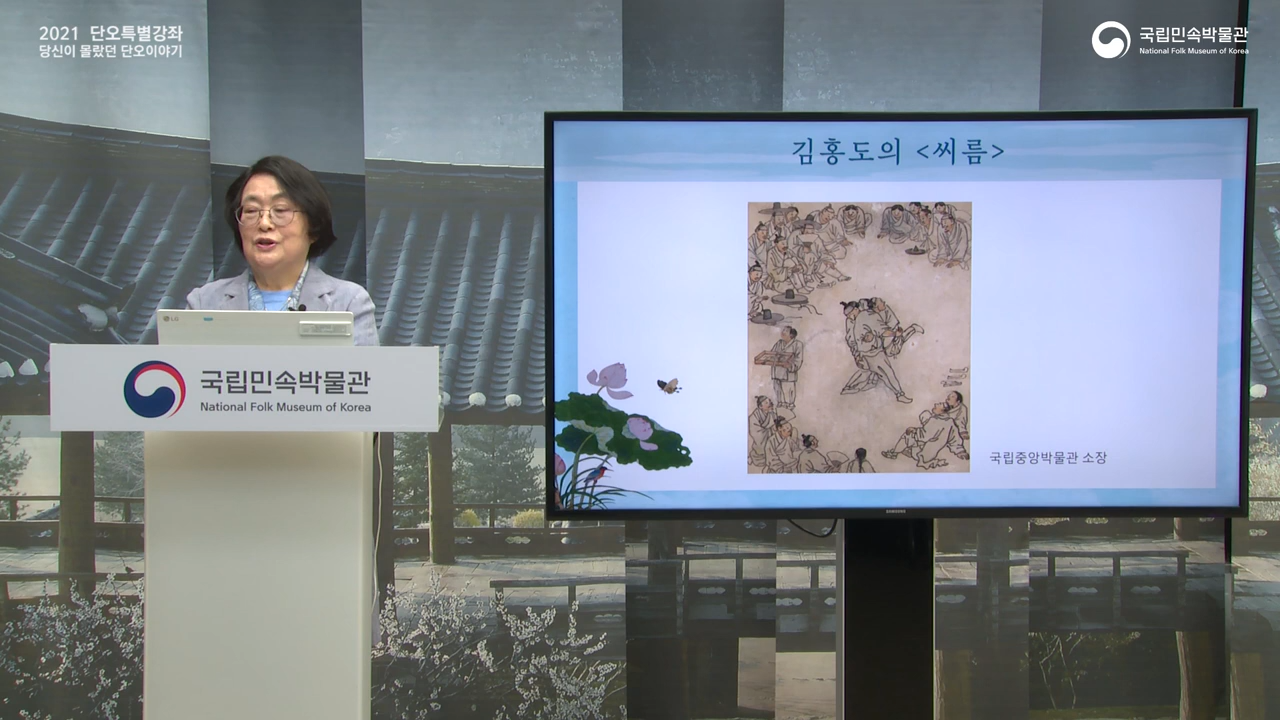 2021 단오특별강좌
당신이 몰랐던 단오이야기
국립민속박물관
National Folk Museum of Korea
김홍도의 <씨름>
국립중앙박물관 소장
SAMSUNG
LG
국립민속박물관
National Folk Museum of Korea